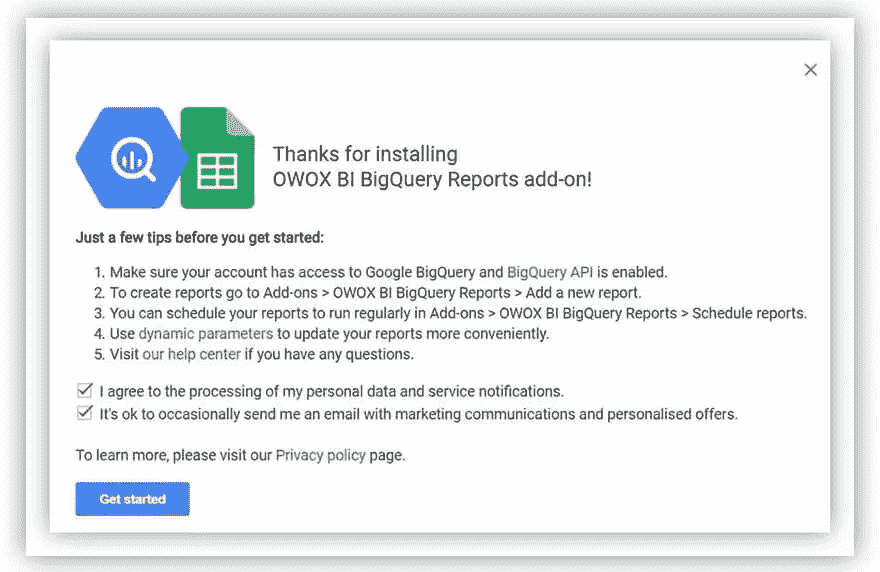 Thanks for installing
OWOX BI BigQuery Reports add-on!
Just a few tips before you get started:
1. Make sure your account has access to Google BigQuery and BigQuery API is enabled.
2. To create reports go to Add-ons > OWOX BI BigQuery Reports > Add a new report.
3. You can schedule your reports to run regularly in Add-ons > OWOX BI BigQuery Reports > Schedule reports.
4. Use dynamic parameters to update your reports more conveniently.
5. Visit our help center if you have any questions.
I agree to the processing of my personal data and service notifications.
It's ok to occasionally send me an email with marketing communications and personalised offers.
To learn more, please visit our Privacy policy page.
Get started